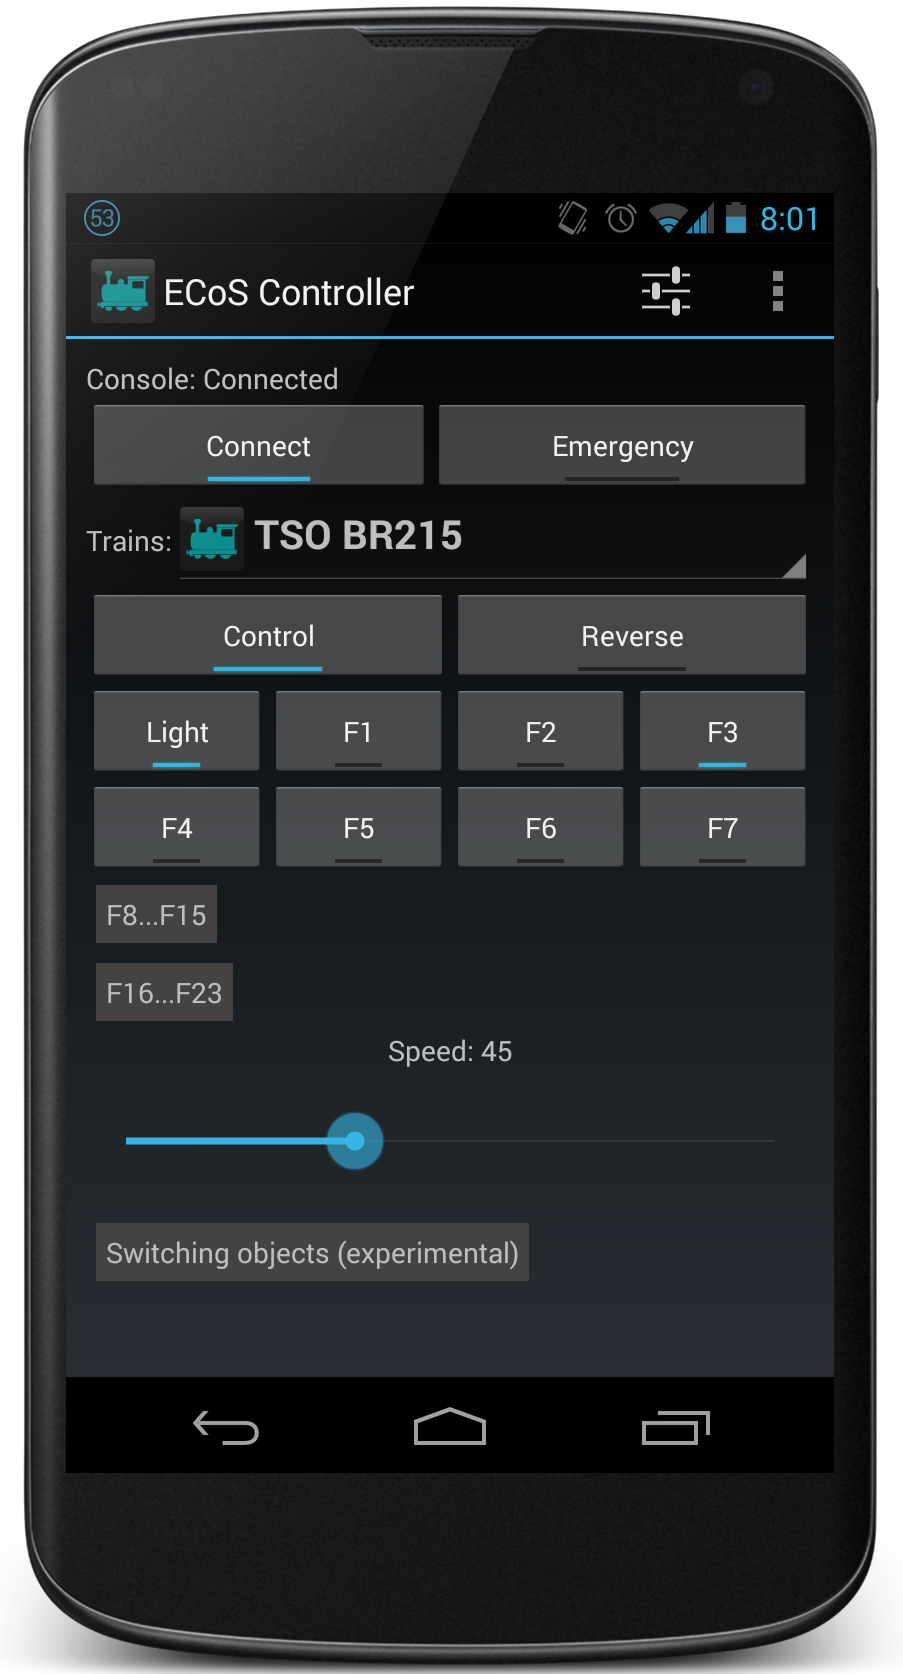 53 8:01
ECoS Controller
Console: Connected
Connect Emergency
Trains: TSO BR215
Control Reverse
Light F1 F2 F3
F4 F5 F6 F7
F8...F15
F16...F23
Speed: 45
Switching objects (experimental)